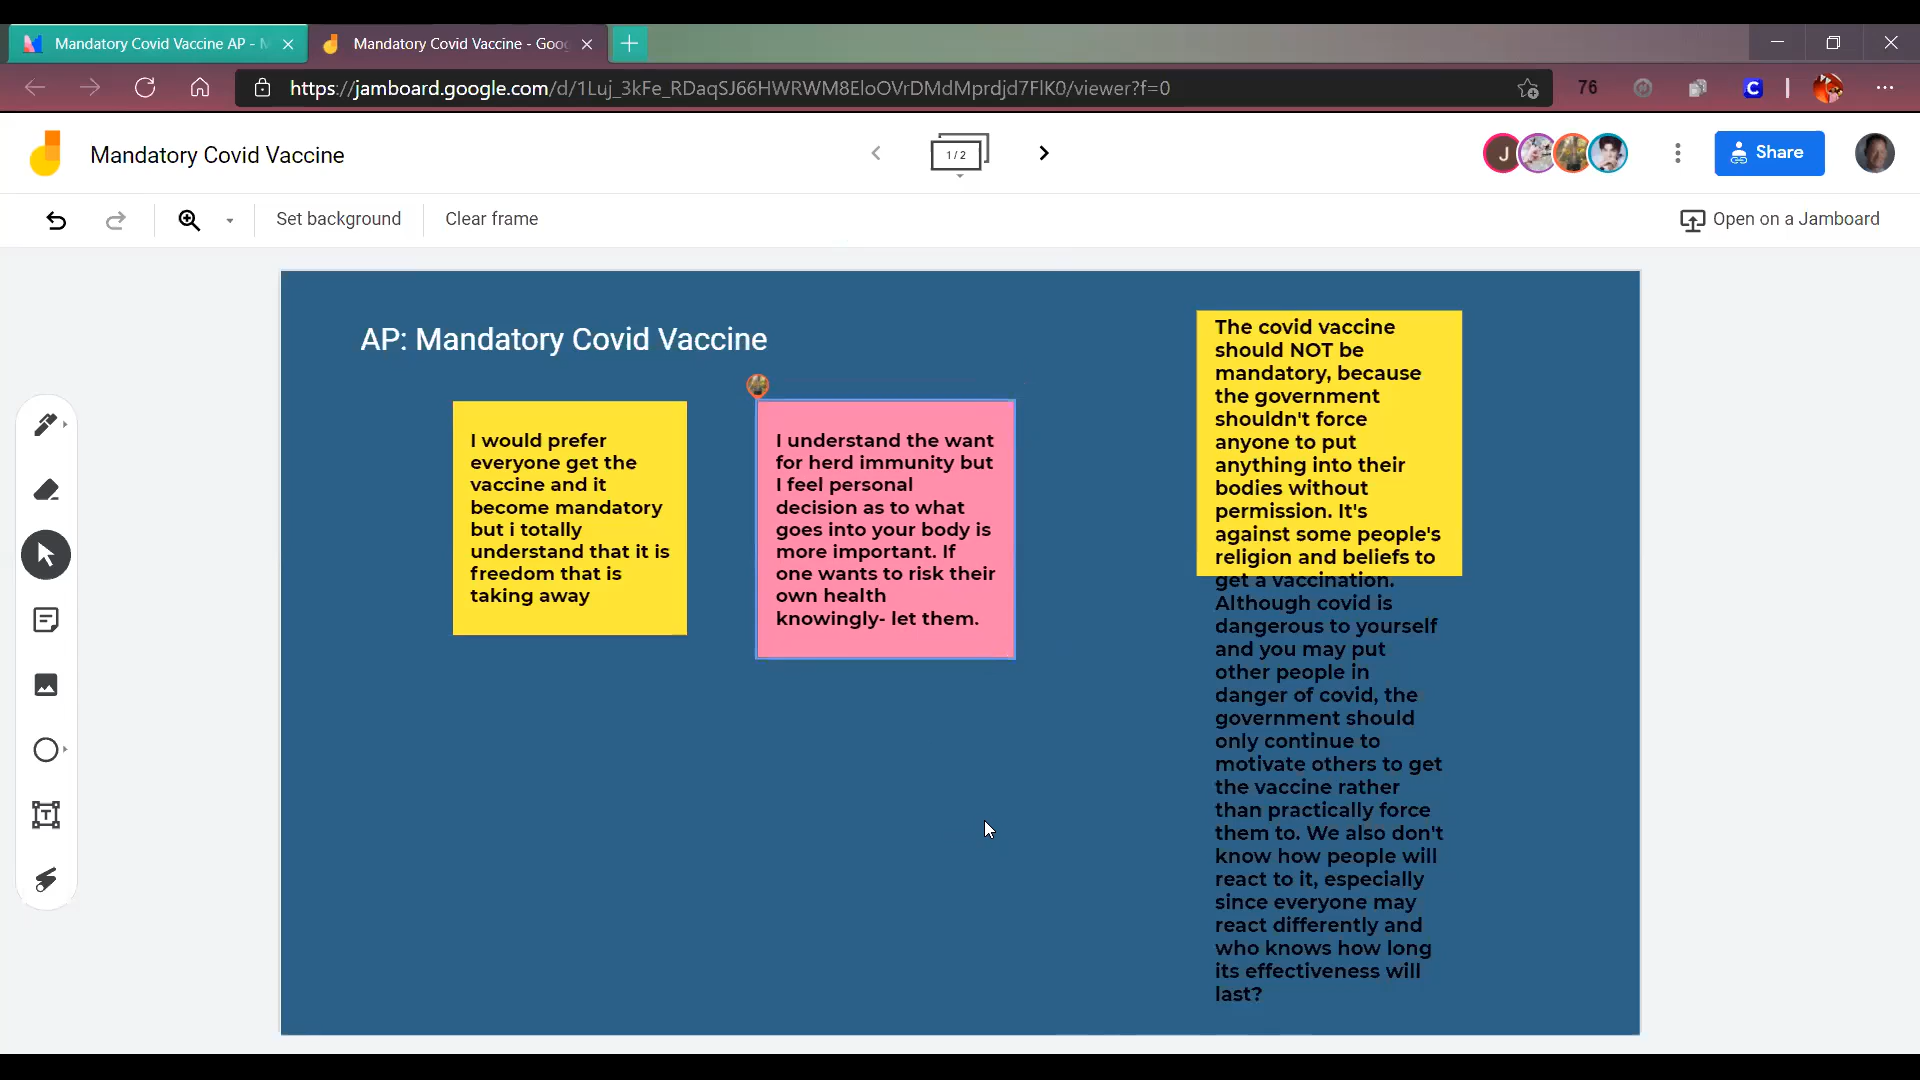 Mandatory Covid Vaccine AP - M
Mandatory Covid Vaccine - Goo
https://jamboard.google.com/d/1Luj_3kFe_RDaqSJ66HWRWM8EloOVrDMdMprdjd7FlK0/viewer?f=0
76
C
Mandatory Covid Vaccine
1 / 2
J
Share
Set background
Clear frame
Open on a Jamboard
AP: Mandatory Covid Vaccine
I would prefer
everyone get the
vaccine and it
become mandatory
but i totally
understand that it is
freedom that is
taking away
I understand the want
for herd immunity but
I feel personal
decision as to what
goes into your body is
more important. If
one wants to risk their
own health
knowingly- let them.
The covid vaccine
should NOT be
mandatory, because
the government
shouldn't force
anyone to put
anything into their
bodies without
permission. It's
against some people's
religion and beliefs to
get a vaccination.
Although covid is
dangerous to yourself
and you may put
other people in
danger of covid, the
government should
only continue to
motivate others to get
the vaccine rather
than practically force
them to. We also don't
know how people will
react to it, especially
since everyone may
react differently and
who knows how long
its effectiveness will
last?